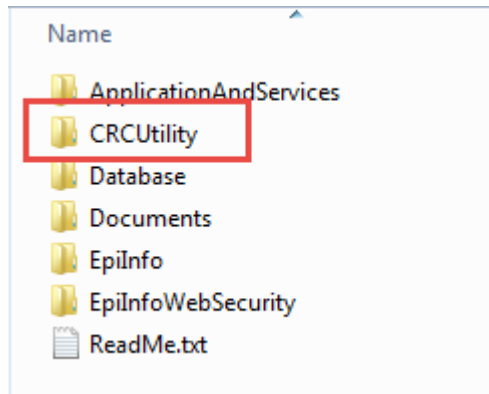 Name
ApplicationAndServices
CRCUtility
Database
Documents
EpiInfo
EpiInfoWebSecurity
ReadMe.txt